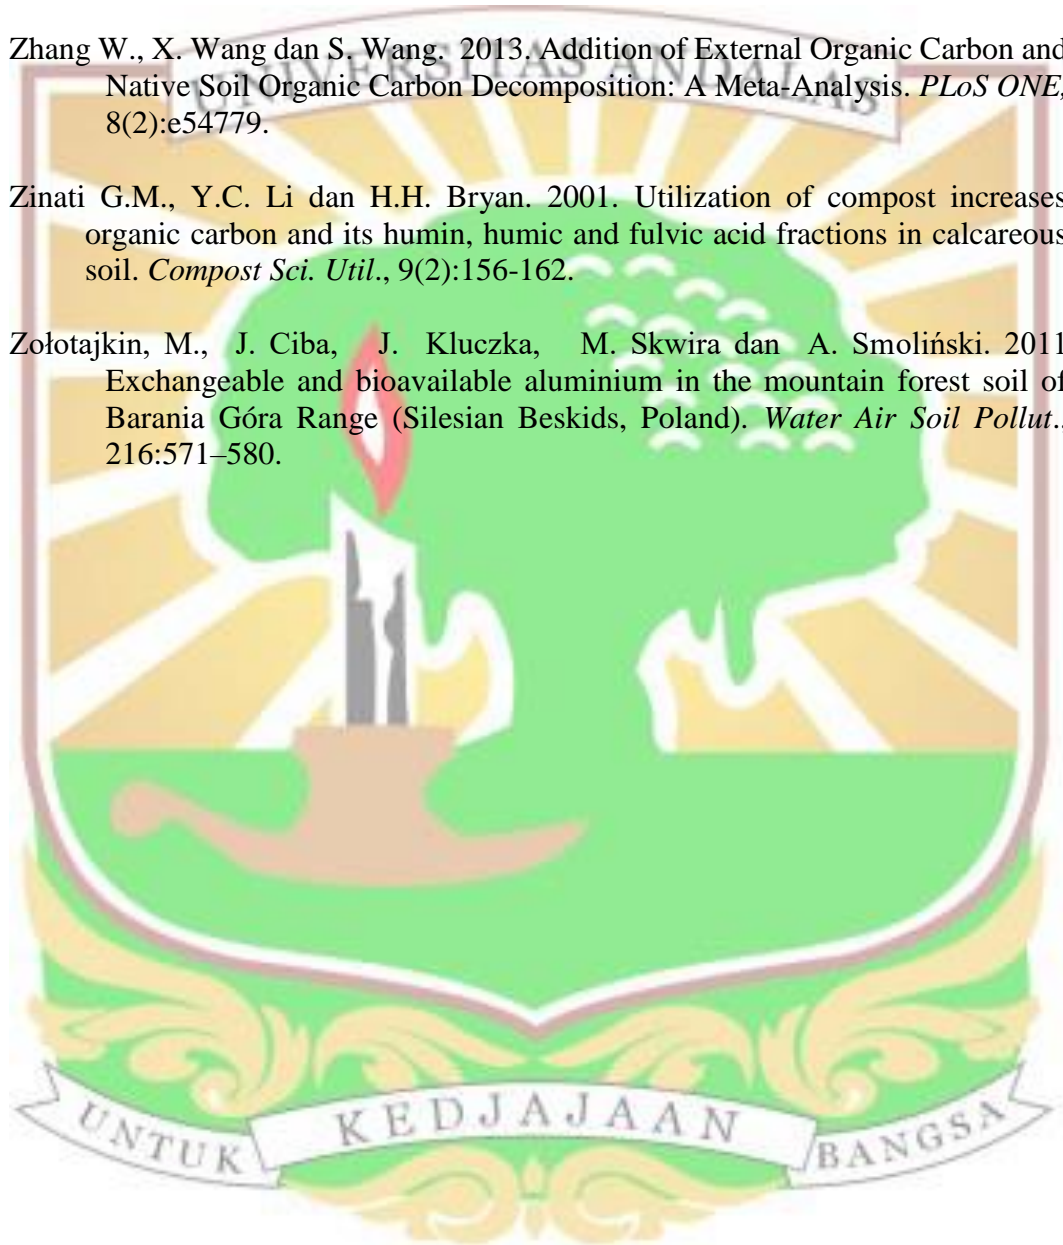 Zhang W., X. Wang dan S. Wang. 2013. Addition of External Organic Carbon and
Native Soil Organic Carbon Decomposition: A Meta-Analysis. PLoS ONE,
8(2):e54779.
Zinati G.M., Y.C. Li dan H.H. Bryan. 2001. Utilization of compost increases
organic carbon and its humin, humic and fulvic acid fractions in calcareous
soil. Compost Sci. Util., 9(2):156-162.
Zołotajkin, M., J. Ciba, J. Kluczka, M. Skwira dan A. Smoliński. 2011
Exchangeable and bioavailable aluminium in the mountain forest soil of
Barania Góra Range (Silesian Beskids, Poland). Water Air Soil Pollut..
216:571–580.
UNIVERSITAS ANDALAS
UNTUK KEDJAJAAN BANGSA